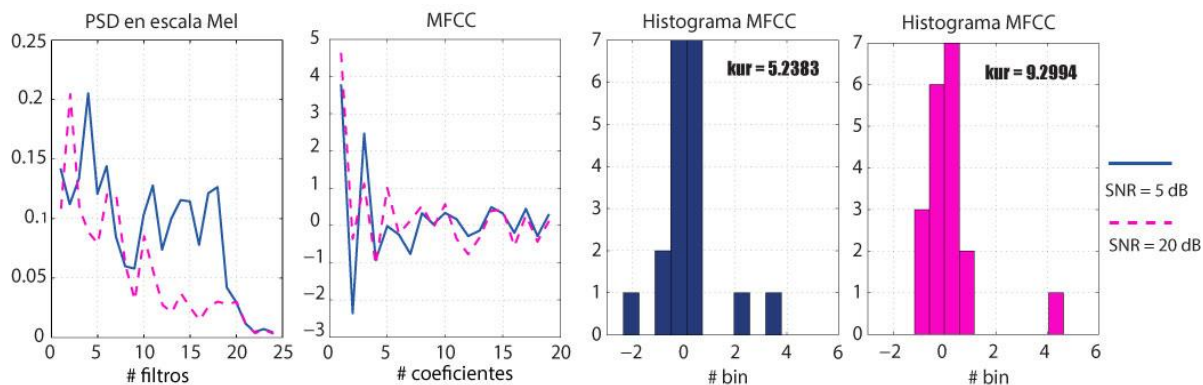 PSD en escala Mel
0.25
0.2
0.15
0.1
0.05
0
0 5 10 15 20 25
# filtros
MFCC
5
4
3
2
1
0
−1
−2
−3
0 5 10 15 20
# coeficientes
Histograma MFCC
kur = 5.2383
7
6
5
4
3
2
1
0
−2 0 2 4 6
# bin
Histograma MFCC
kur = 9.2994
7
6
5
4
3
2
1
0
−2 0 2 4 6
# bin
SNR = 5 dB
SNR = 20 dB